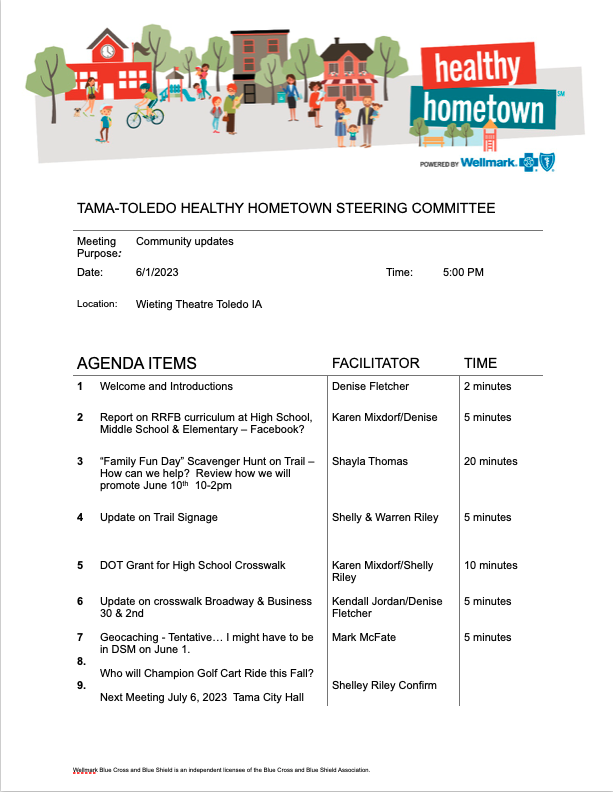 healthy
hometown℠
POWERED BY Wellmark
TAMA-TOLEDO HEALTHY HOMETOWN STEERING COMMITTEE
Meeting Purpose: Community updates
Date: 6/1/2023 Time: 5:00 PM
Location: Wieting Theatre Toledo IA
AGENDA ITEMS FACILITATOR TIME
1 Welcome and Introductions Denise Fletcher 2 minutes
2 Report on RRFB curriculum at High School, Karen Mixdorf/Denise 5 minutes
Middle School & Elementary – Facebook?
3 “Family Fun Day” Scavenger Hunt on Trail – Shayla Thomas 20 minutes
How can we help? Review how we will
promote June 10th 10-2pm
4 Update on Trail Signage Shelly & Warren Riley 5 minutes
5 DOT Grant for High School Crosswalk Karen Mixdorf/Shelly 10 minutes
Riley
6 Update on crosswalk Broadway & Business Kendall Jordan/Denise 5 minutes
30 & 2nd Fletcher
7 Geocaching - Tentative… I might have to be Mark McFate 5 minutes
in DSM on June 1.
8.
Who will Champion Golf Cart Ride this Fall?
9. Shelley Riley Confirm
Next Meeting July 6, 2023 Tama City Hall
Wellmark Blue Cross and Blue Shield is an independent licensee of the Blue Cross and Blue Shield Association.